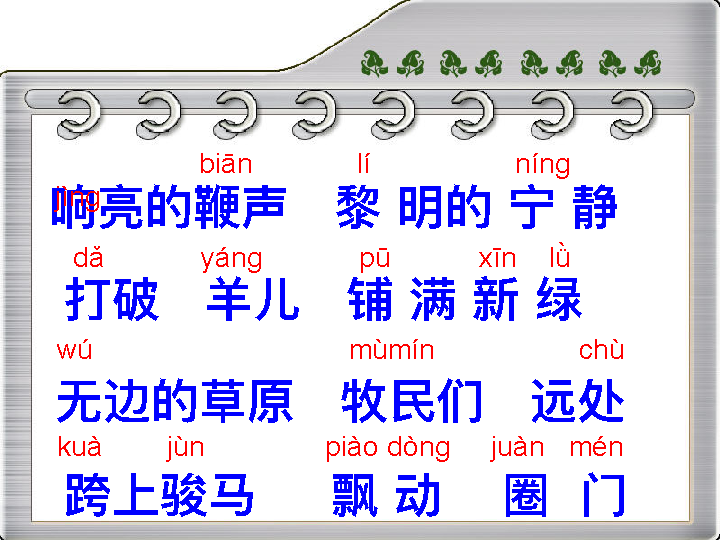 biān lí níng
jìng
响亮的鞭声 黎 明的 宁 静
dǎ yáng pū xīn lǜ
打破 羊儿 铺 满 新 绿
wú mùmín chù
无边的草原 牧民们 远处
kuà jùn piào dòng juàn mén
跨上骏马 飘 动 圈 门